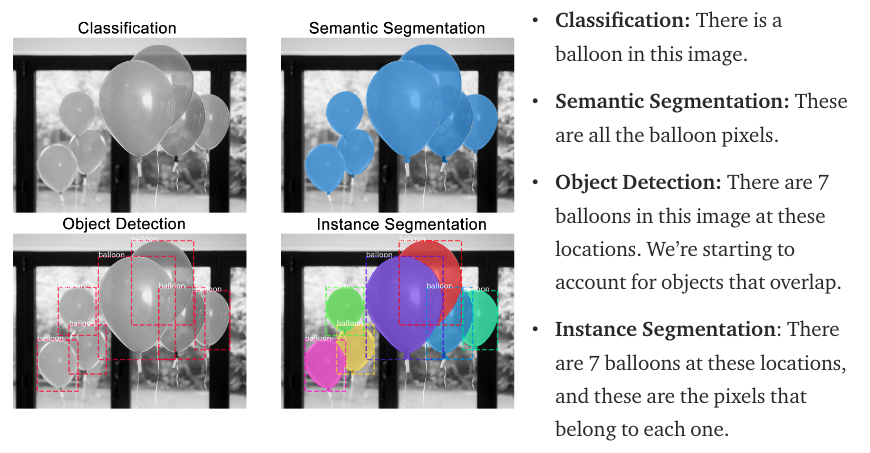 Classification
Semantic Segmentation
Object Detection
balloon
balloon
balloon
balloon
balloon
balloon
Instance Segmentation
balloon
balloon
balloon
balloon
balloon
balloon
• Classification: There is a
balloon in this image.
• Semantic Segmentation: These
are all the balloon pixels.
• Object Detection: There are 7
balloons in this image at these
locations. We’re starting to
account for objects that overlap.
• Instance Segmentation: There
are 7 balloons at these locations,
and these are the pixels that
belong to each one.